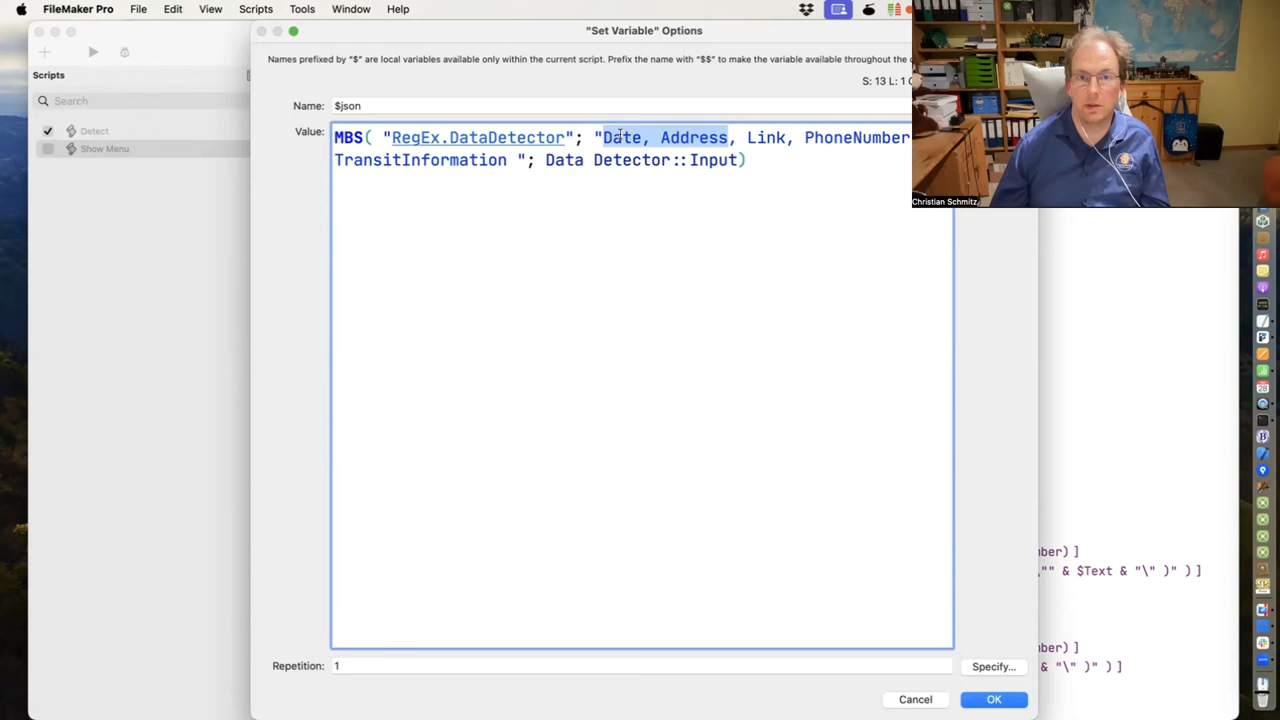 FileMaker Pro File Edit View Scripts Tools Window Help
"Set Variable" Options
Scripts
Names prefixed by "$" are local variables available only within the current script. Prefix the name with "$$" to make the variable available throughout the
S: 13 L: 1 C
Search
Name: $json
Detect
Show Menu
Value: MBS( "RegEx.DataDetector"; "Date, Address, Link, PhoneNumber
TransitInformation "; Data Detector::Input)
Christian Schmitz
28
mber) ]
\"" & $Text & "\" )" ) ]
mber) ]
& "\" )" ) ]
Repetition: 1
Specify...
Cancel OK